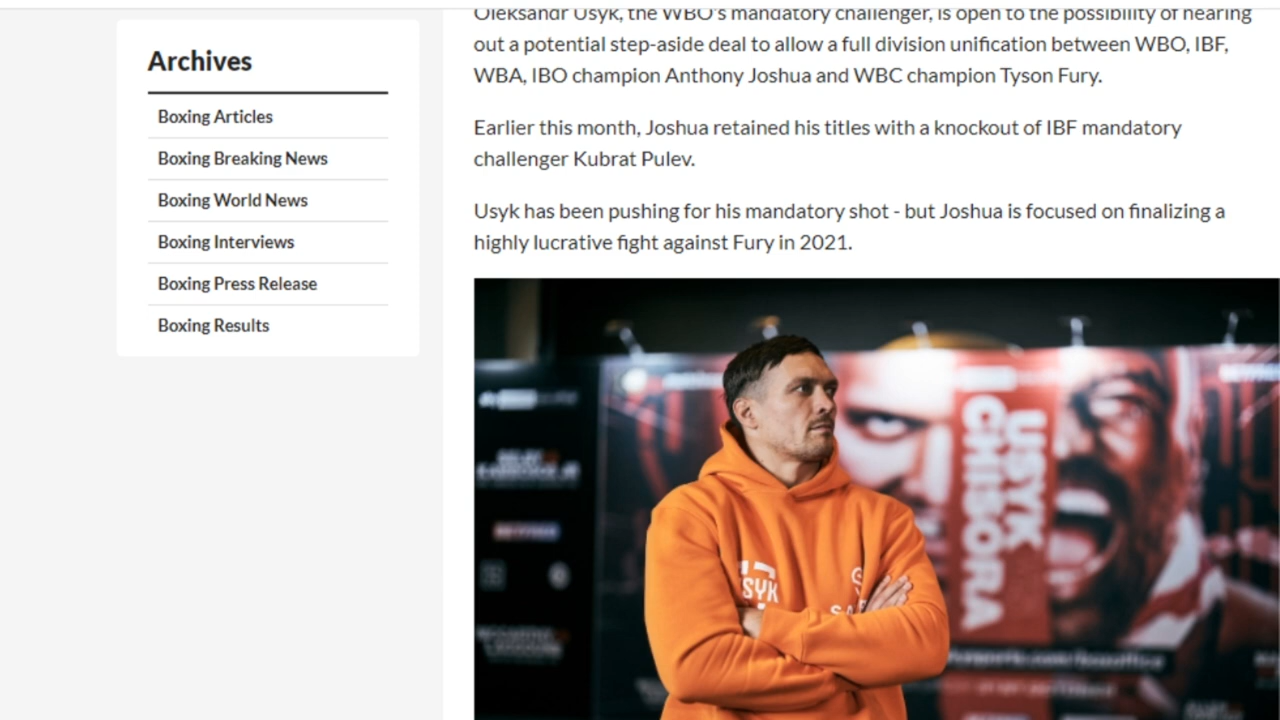 Archives
Boxing Articles
Boxing Breaking News
Boxing World News
Boxing Interviews
Boxing Press Release
Boxing Results
Oleksandr Usyk, the WBO's mandatory challenger, is open to the possibility of hearing
out a potential step-aside deal to allow a full division unification between WBO, IBF,
WBA, IBO champion Anthony Joshua and WBC champion Tyson Fury.
Earlier this month, Joshua retained his titles with a knockout of IBF mandatory
challenger Kubrat Pulev.
Usyk has been pushing for his mandatory shot - but Joshua is focused on finalizing a
highly lucrative fight against Fury in 2021.
USYK
CHISORA
SYK